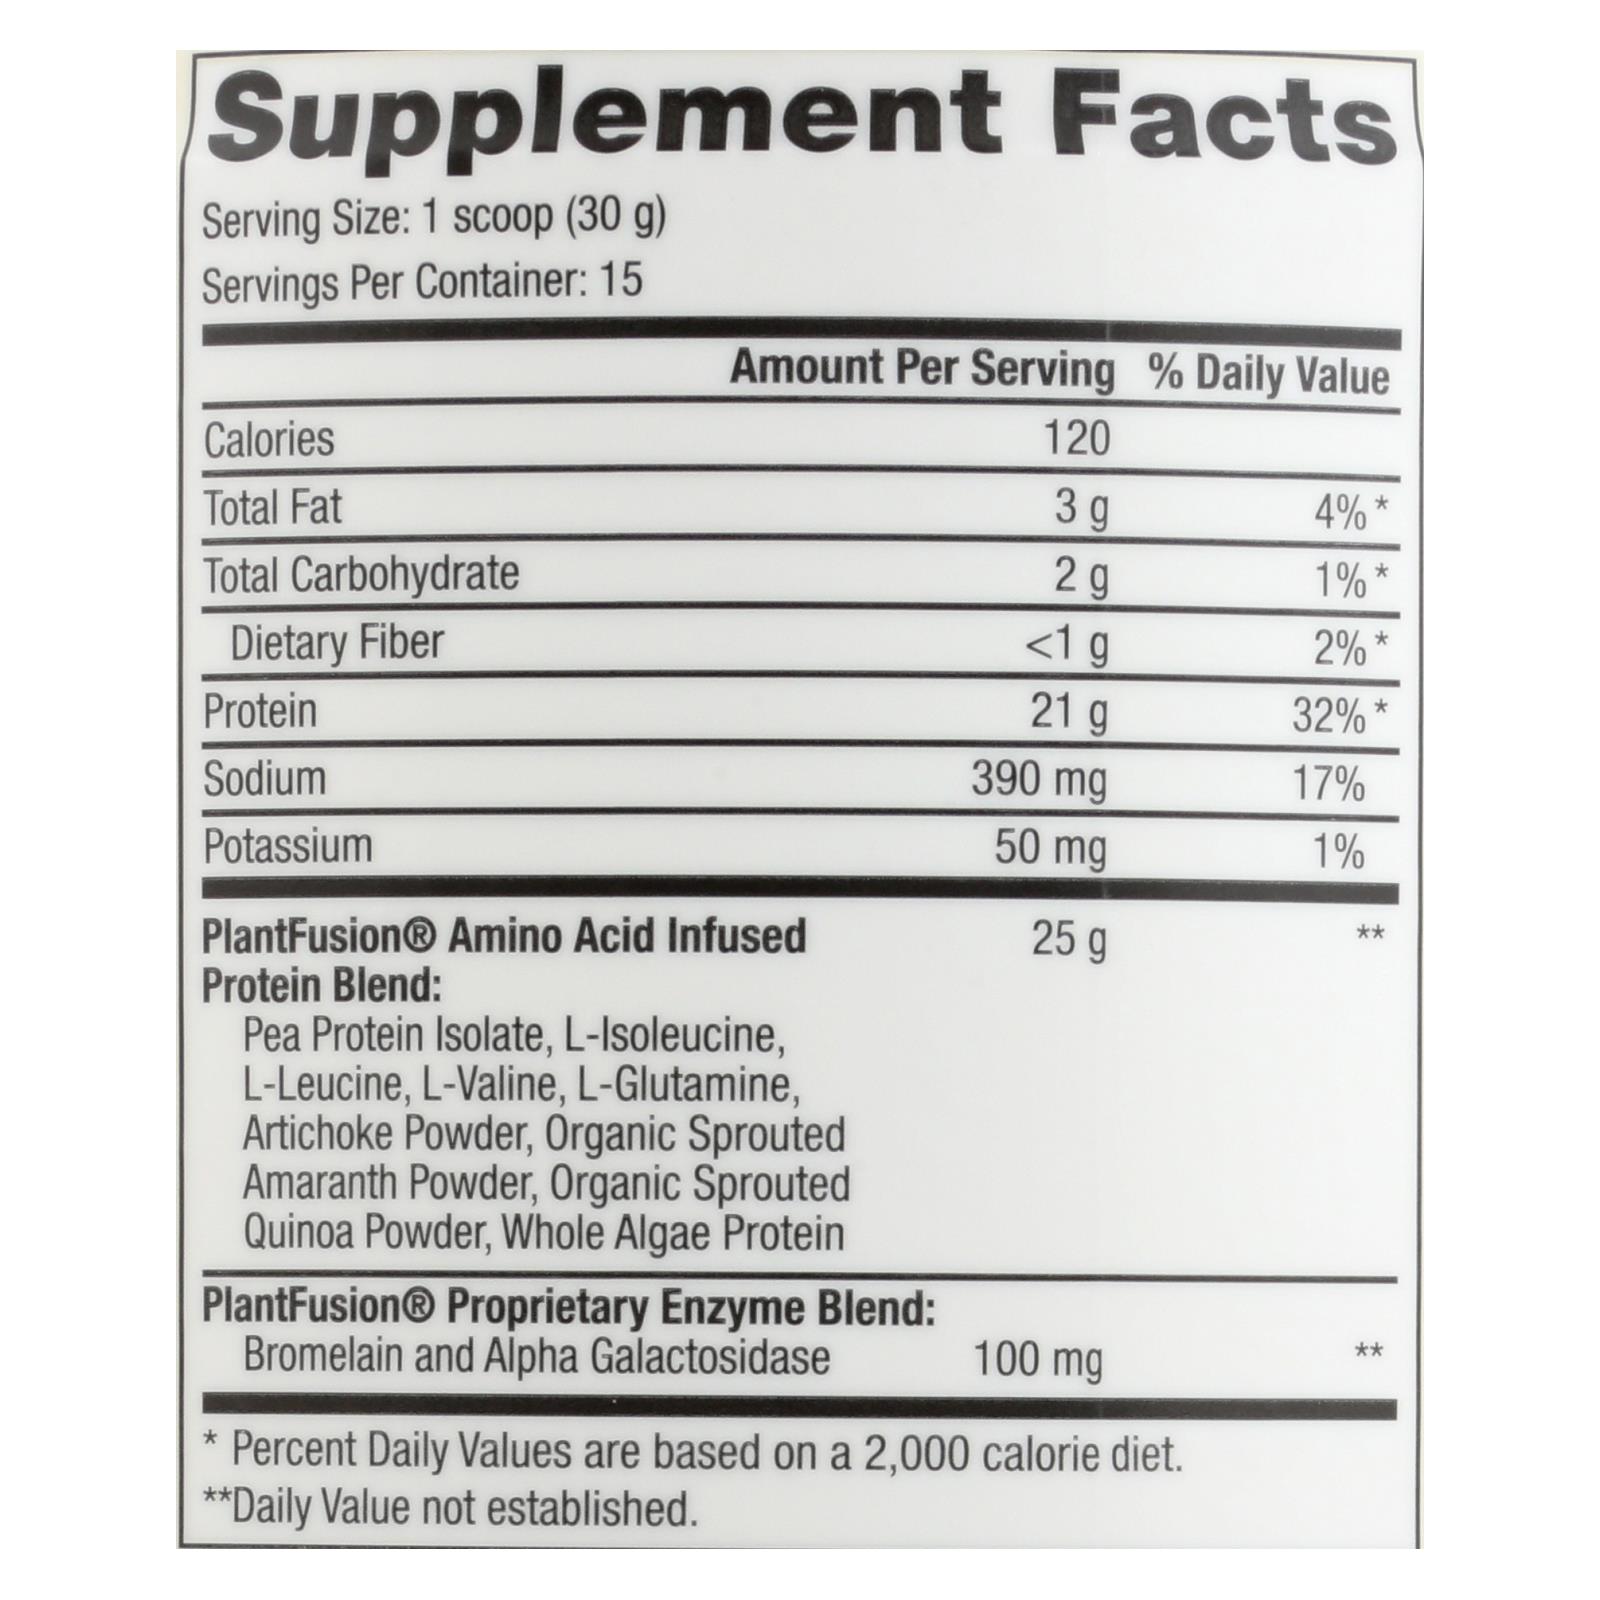 Supplement Facts
Serving Size: 1 scoop (30 g)
Servings Per Container: 15
Amount Per Serving % Daily Value
Calories 120
Total Fat 3 g 4% *
Total Carbohydrate 2 g 1% *
Dietary Fiber <1 g 2% *
Protein 21 g 32% *
Sodium 390 mg 17%
Potassium 50 mg 1%
PlantFusion® Amino Acid Infused 25 g **
Protein Blend:
Pea Protein Isolate, L-Isoleucine,
L-Leucine, L-Valine, L-Glutamine,
Artichoke Powder, Organic Sprouted
Amaranth Powder, Organic Sprouted
Quinoa Powder, Whole Algae Protein
PlantFusion® Proprietary Enzyme Blend:
Bromelain and Alpha Galactosidase 100 mg **
* Percent Daily Values are based on a 2,000 calorie diet.
**Daily Value not established.